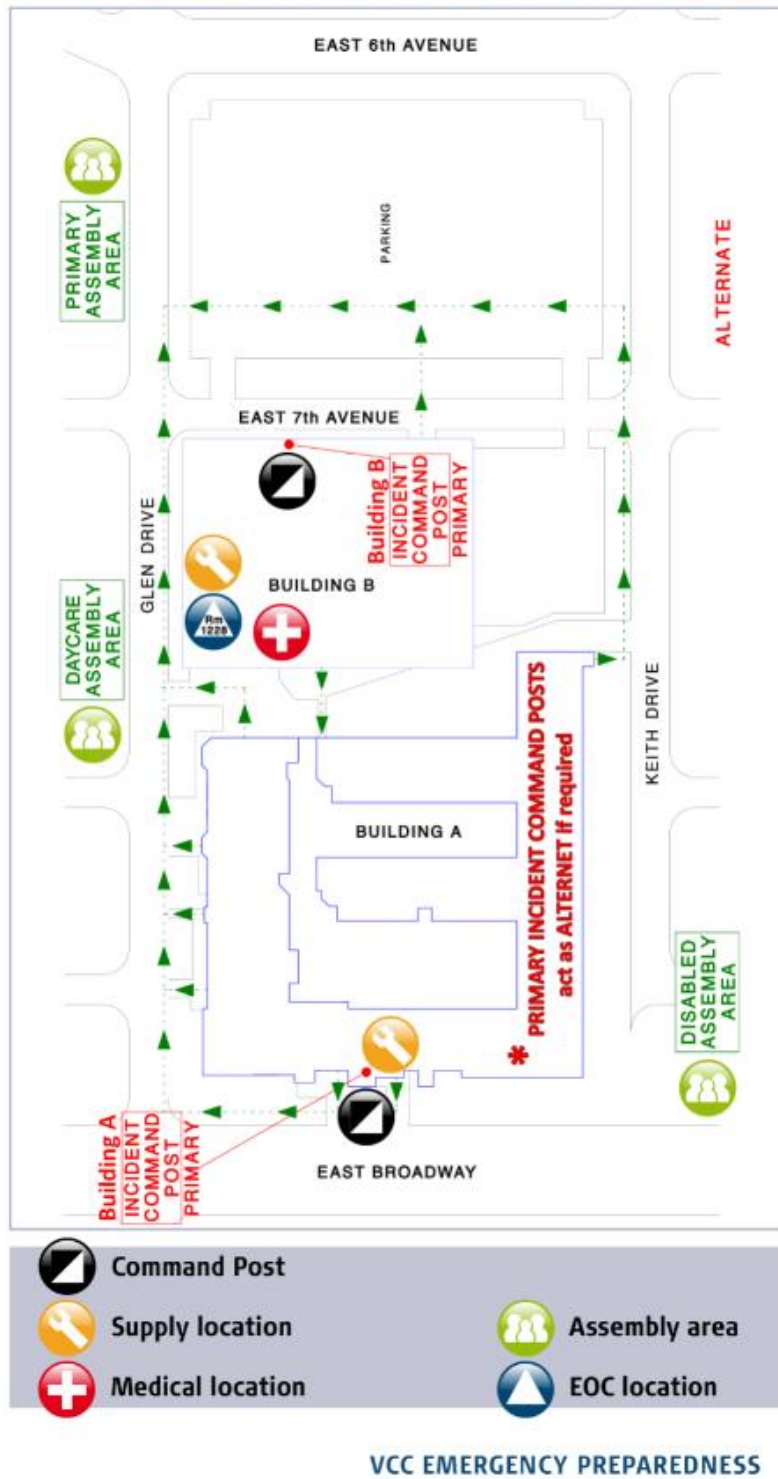 EAST 6th AVENUE
PRIMARY
ASSEMBLY
AREA
PARKING
ALTERNATE
EAST 7th AVENUE
GLEN DRIVE
Building B
INCIDENT
COMMAND
POST
PRIMARY
Rm
1228
BUILDING B
DAYCARE
ASSEMBLY
AREA
KEITH DRIVE
BUILDING A
* PRIMARY INCIDENT COMMAND POSTS
act as ALTERNET if required
DISABLED
ASSEMBLY
AREA
Building A
INCIDENT
COMMAND
POST
PRIMARY
EAST BROADWAY
Command Post
Supply location
Medical location
Assembly area
EOC location
VCC EMERGENCY PREPAREDNESS